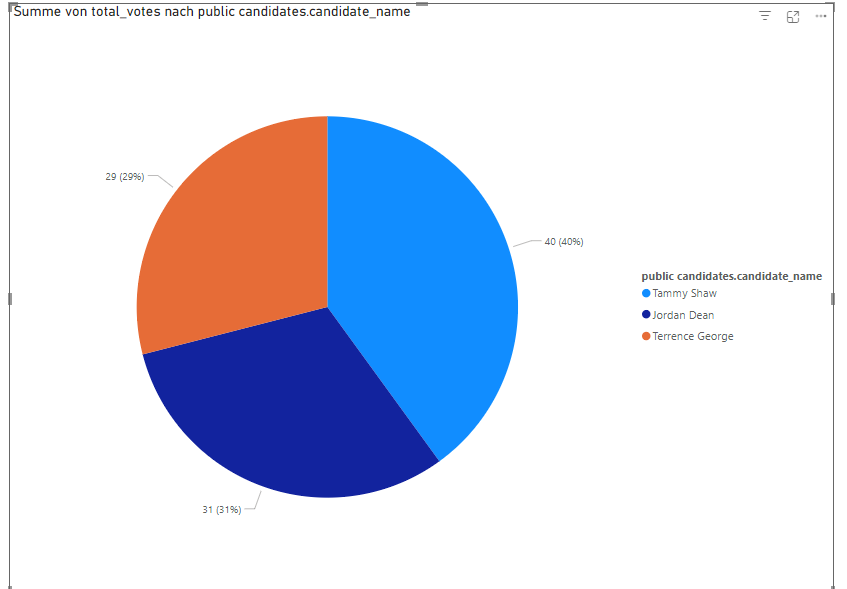 Summe von total_votes nach public candidates.candidate_name
29 (29%)
40 (40%)
31 (31%)
public candidates.candidate_name
Tammy Shaw
Jordan Dean
Terrence George